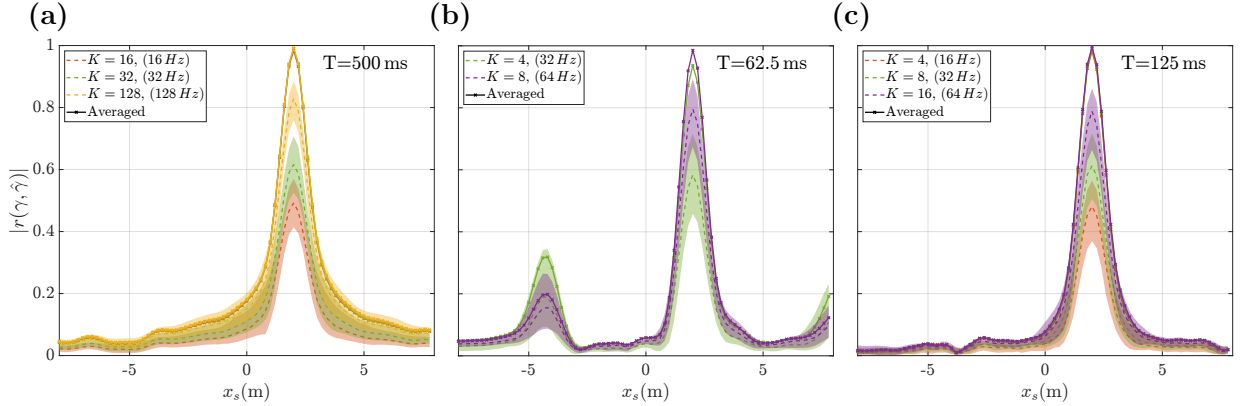 (a)
(b)
(c)
K = 16, (16 Hz)
K = 32, (32 Hz)
K = 128, (128 Hz)
Averaged
T=500 ms
K = 4, (32 Hz)
K = 8, (64 Hz)
Averaged
T=62.5 ms
K = 4, (16 Hz)
K = 8, (32 Hz)
K = 16, (64 Hz)
Averaged
T=125 ms
|r(γ, γ̂)|
1
0.8
0.6
0.4
0.2
0
-5 0 5
-5 0 5
-5 0 5
x_s(m)
x_s(m)
x_s(m)